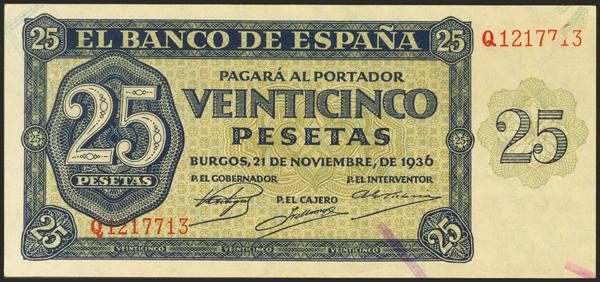 25 EL BANCO DE ESPAÑA 25 Q1217713
PAGARÁ AL PORTADOR
VEINTICINCO
PESETAS
25
PESETAS
25
BURGOS, 21 DE NOVIEMBRE, DE 1936
P. EL GOBERNADOR P. EL INTERVENTOR
P. EL CAJERO
Q1217713
25 VEINTICINCO VEINTICINCO VEINTICINCO 25